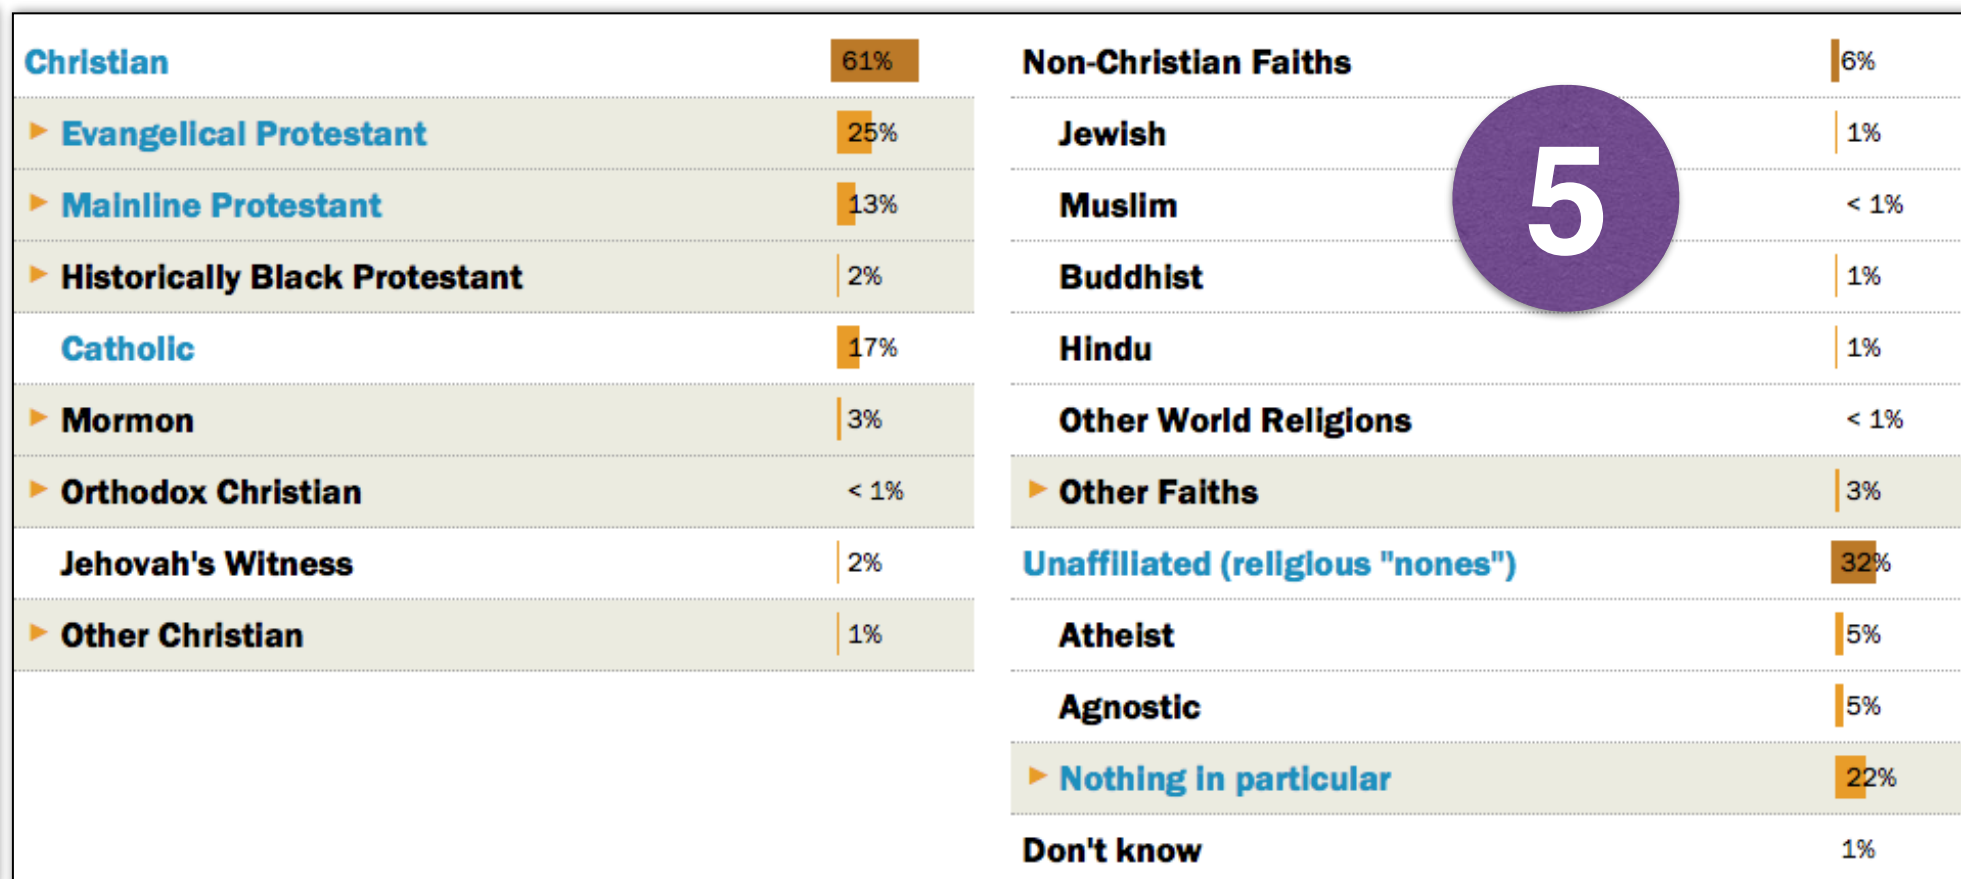 Christian 61%
Evangelical Protestant 25%
Mainline Protestant 13%
Historically Black Protestant 2%
Catholic 17%
Mormon 3%
Orthodox Christian < 1%
Jehovah's Witness 2%
Other Christian 1%
Non-Christian Faiths 6%
Jewish 1%
Muslim < 1%
Buddhist 1%
Hindu 1%
Other World Religions < 1%
Other Faiths 3%
Unaffiliated (religious "nones") 32%
Atheist 5%
Agnostic 5%
Nothing in particular 22%
Don't know 1%
5